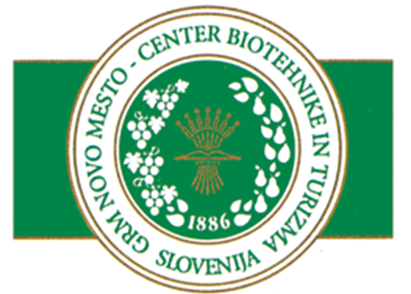 GRM NOVO MESTO - CENTER BIOTEHNIKE IN TURIZMA
1886
SLOVENIJA